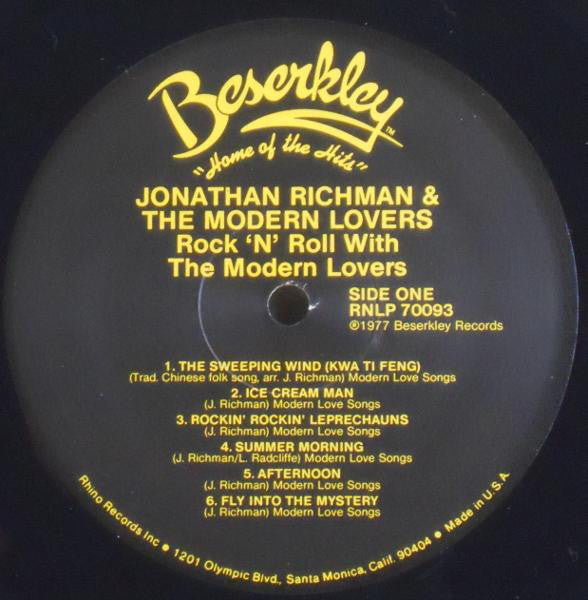 Beserkley™
"Home of the Hits"
JONATHAN RICHMAN &
THE MODERN LOVERS
Rock 'N' Roll With
The Modern Lovers
SIDE ONE
RNLP 70093
℗1977 Beserkley Records
1. THE SWEEPING WIND (KWA TI FENG)
(Trad. Chinese folk song, arr. J. Richman) Modern Love Songs
2. ICE CREAM MAN
(J. Richman) Modern Love Songs
3. ROCKIN' ROCKIN' LEPRECHAUNS
(J. Richman) Modern Love Songs
4. SUMMER MORNING
(J. Richman/L. Radcliffe) Modern Love Songs
5. AFTERNOON
(J. Richman) Modern Love Songs
6. FLY INTO THE MYSTERY
(J. Richman) Modern Love Songs
Rhino Records Inc • 1201 Olympic Blvd., Santa Monica, Calif. 90404 • Made in U.S.A.